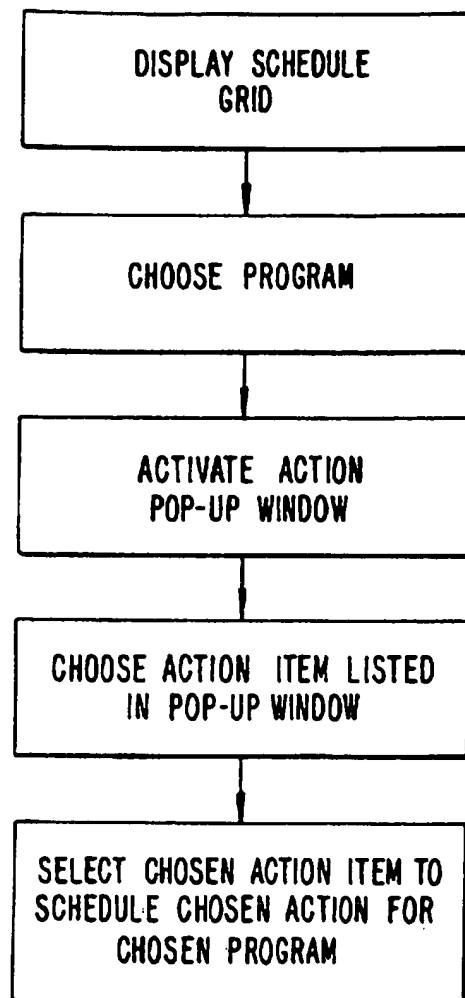 DISPLAY SCHEDULE
GRID
CHOOSE PROGRAM
ACTIVATE ACTION
POP-UP WINDOW
CHOOSE ACTION ITEM LISTED
IN POP-UP WINDOW
SELECT CHOSEN ACTION ITEM TO
SCHEDULE CHOSEN ACTION FOR
CHOSEN PROGRAM